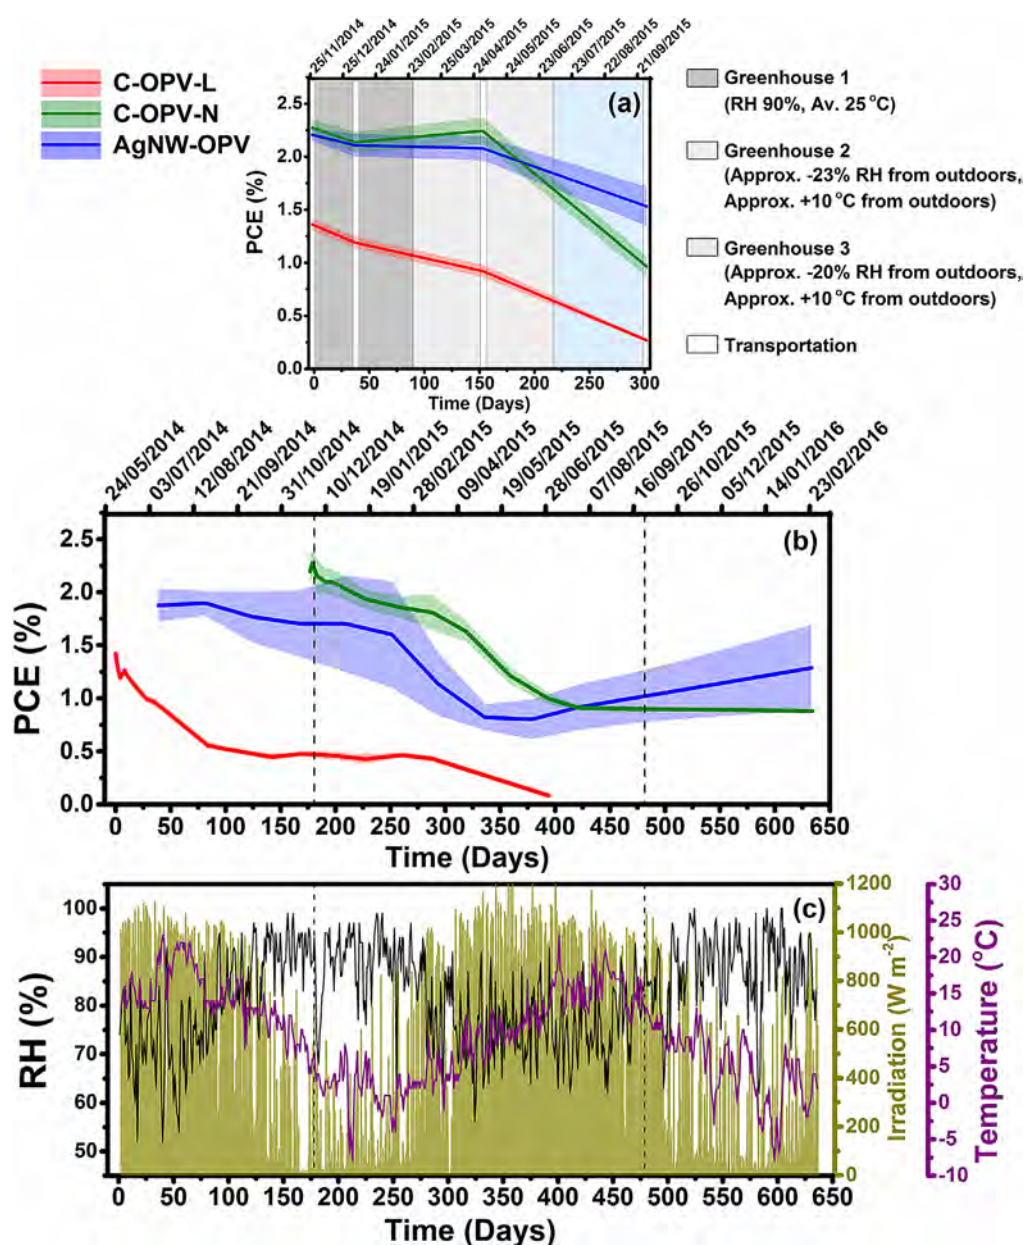 25/11/2014
25/12/2014
24/01/2015
23/02/2015
25/03/2015
24/04/2015
24/05/2015
23/06/2015
23/07/2015
22/08/2015
21/09/2015
C-OPV-L
C-OPV-N
AgNW-OPV
(a)
PCE (%)
2.5
2.0
1.5
1.0
0.5
0.0
0 50 100 150 200 250 300
Time (Days)
Greenhouse 1
(RH 90%, Av. 25 °C)
Greenhouse 2
(Approx. -23% RH from outdoors,
Approx. +10 °C from outdoors)
Greenhouse 3
(Approx. -20% RH from outdoors,
Approx. +10 °C from outdoors)
Transportation
24/05/2014
03/07/2014
12/08/2014
21/09/2014
31/10/2014
10/12/2014
19/01/2015
28/02/2015
09/04/2015
19/05/2015
28/06/2015
07/08/2015
16/09/2015
26/10/2015
05/12/2015
14/01/2016
23/02/2016
(b)
PCE (%)
2.5
2.0
1.5
1.0
0.5
0.0
0 50 100 150 200 250 300 350 400 450 500 550 600 650
Time (Days)
(c)
RH (%)
100
90
80
70
60
50
0 50 100 150 200 250 300 350 400 450 500 550 600 650
Time (Days)
1200
1000
800
600
400
200
0
Irradiation (W m-2)
30
25
20
15
10
5
0
-5
-10
Temperature (°C)